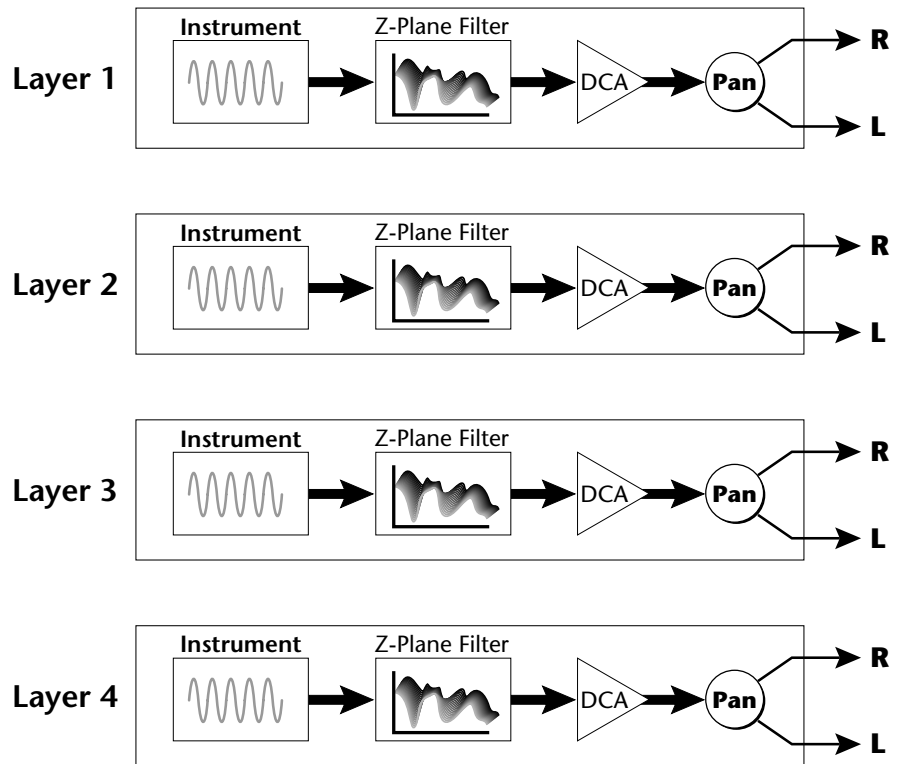 Instrument
Z-Plane Filter
R
Layer 1
DCA
Pan
L
Instrument
Z-Plane Filter
R
Layer 2
DCA
Pan
L
Instrument
Z-Plane Filter
R
Layer 3
DCA
Pan
L
Instrument
Z-Plane Filter
R
Layer 4
DCA
Pan
L